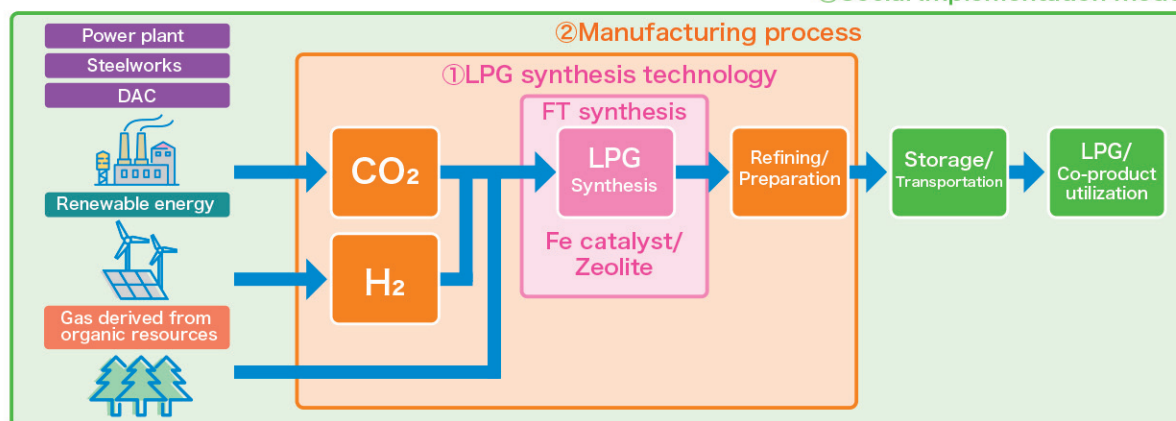 Power plant
Steelworks
DAC
Renewable energy
Gas derived from
organic resources
②Manufacturing process
①LPG synthesis technology
FT synthesis
CO₂
H₂
LPG
Synthesis
Fe catalyst/
Zeolite
Refining/
Preparation
Storage/
Transportation
LPG/
Co-product
utilization